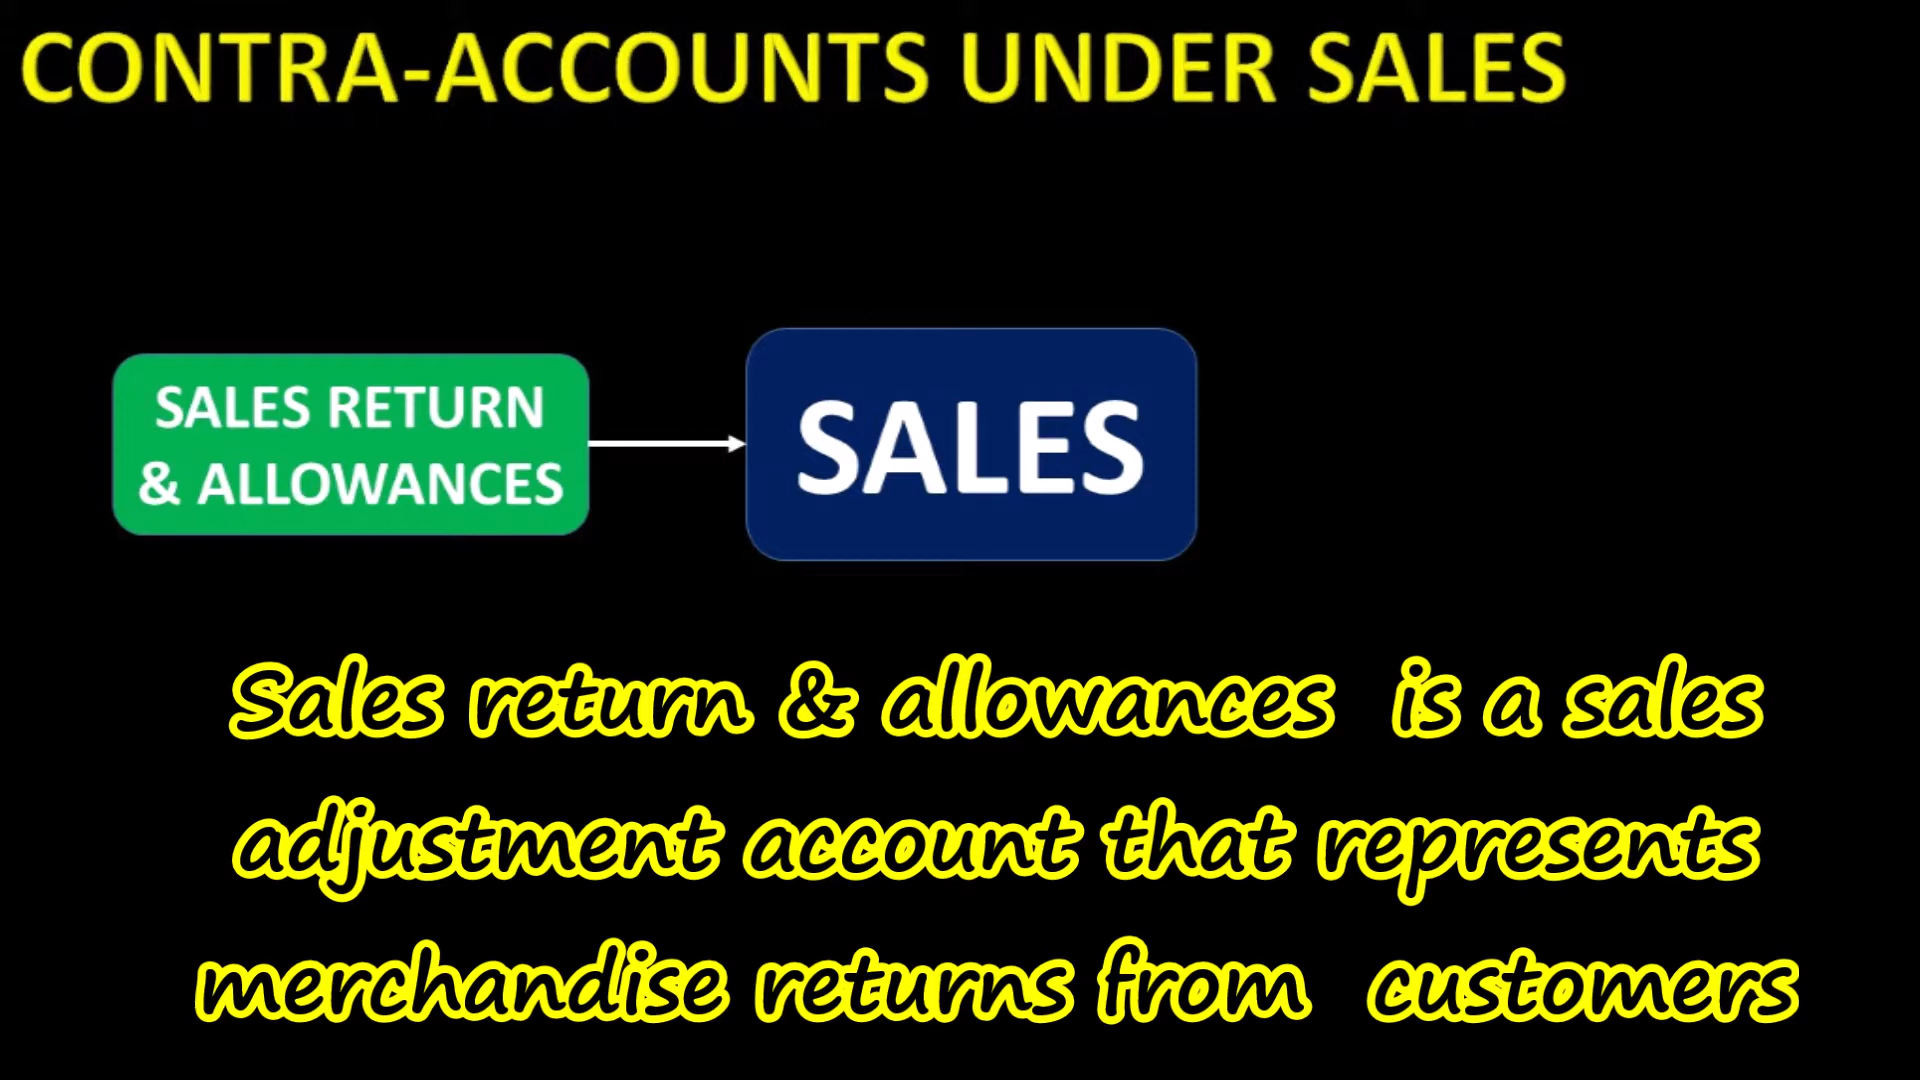 CONTRA-ACCOUNTS UNDER SALES
SALES RETURN
& ALLOWANCES
SALES
Sales return & allowances is a sales
adjustment account that represents
merchandise returns from customers